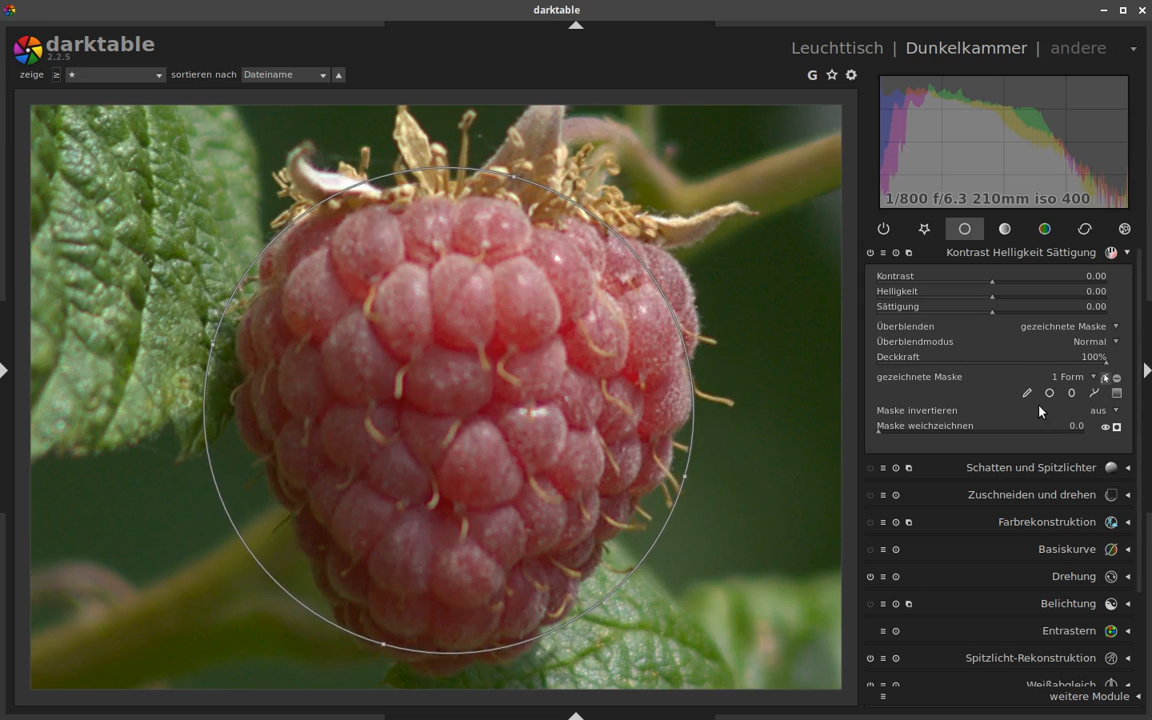 darktable
darktable
2.2.5
Leuchttisch | Dunkelkammer | andere
zeige ≥ ★ sortieren nach Dateiname ▲ G
1/800 f/6.3 210mm iso 400
Kontrast Helligkeit Sättigung
Kontrast 0.00
Helligkeit 0.00
Sättigung 0.00
Überblenden gezeichnete Maske
Überblendmodus Normal
Deckkraft 100%
gezeichnete Maske 1 Form
Maske invertieren aus
Maske weichzeichnen 0.0
Schatten und Spitzlichter
Zuschneiden und drehen
Farbrekonstruktion
Basiskurve
Drehung
Belichtung
Entrastern
Spitzlicht-Rekonstruktion
Weißabgleich
weitere Module